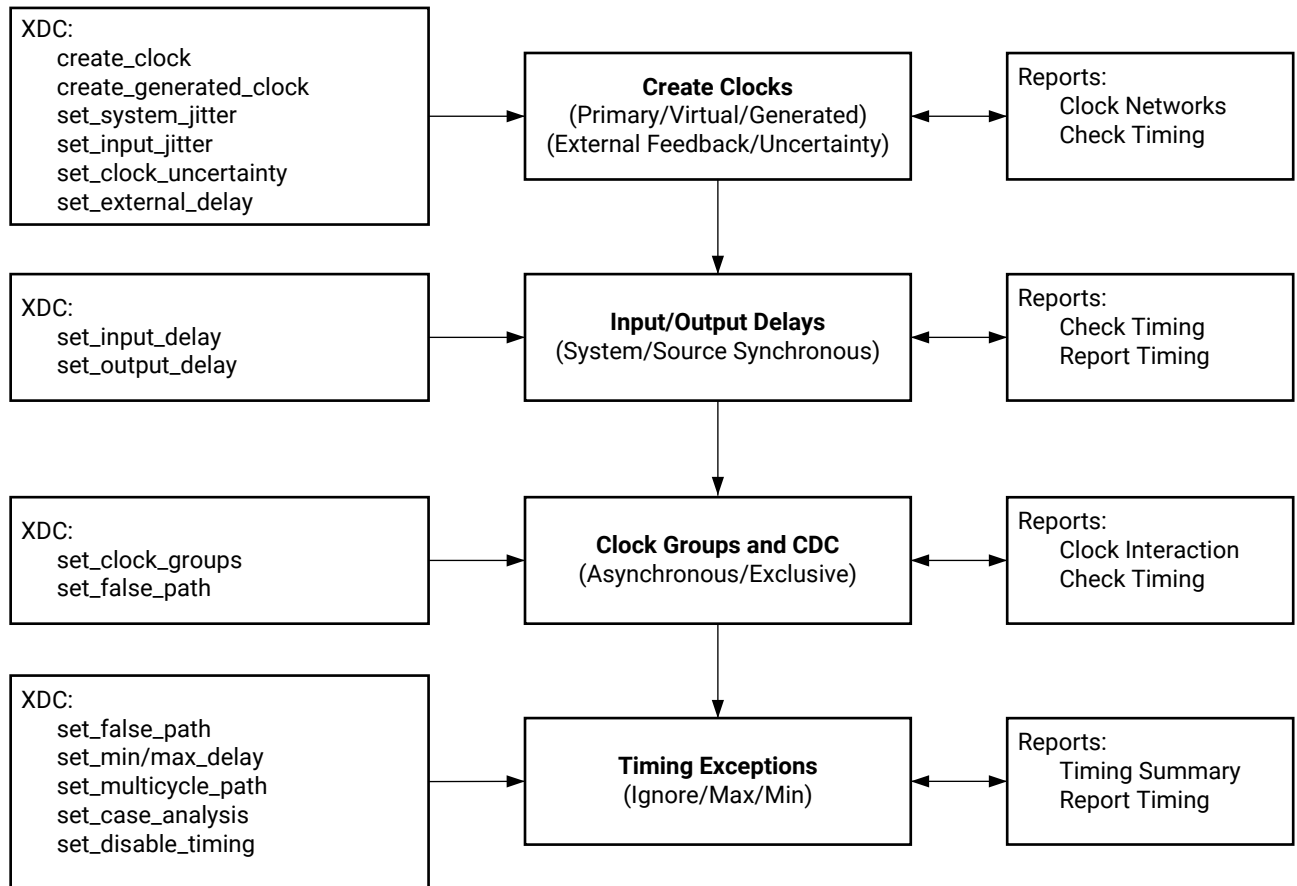 XDC:
create_clock
create_generated_clock
set_system_jitter
set_input_jitter
set_clock_uncertainty
set_external_delay
Create Clocks
(Primary/Virtual/Generated)
(External Feedback/Uncertainty)
Reports:
Clock Networks
Check Timing
XDC:
set_input_delay
set_output_delay
Input/Output Delays
(System/Source Synchronous)
Reports:
Check Timing
Report Timing
XDC:
set_clock_groups
set_false_path
Clock Groups and CDC
(Asynchronous/Exclusive)
Reports:
Clock Interaction
Check Timing
XDC:
set_false_path
set_min/max_delay
set_multicycle_path
set_case_analysis
set_disable_timing
Timing Exceptions
(Ignore/Max/Min)
Reports:
Timing Summary
Report Timing